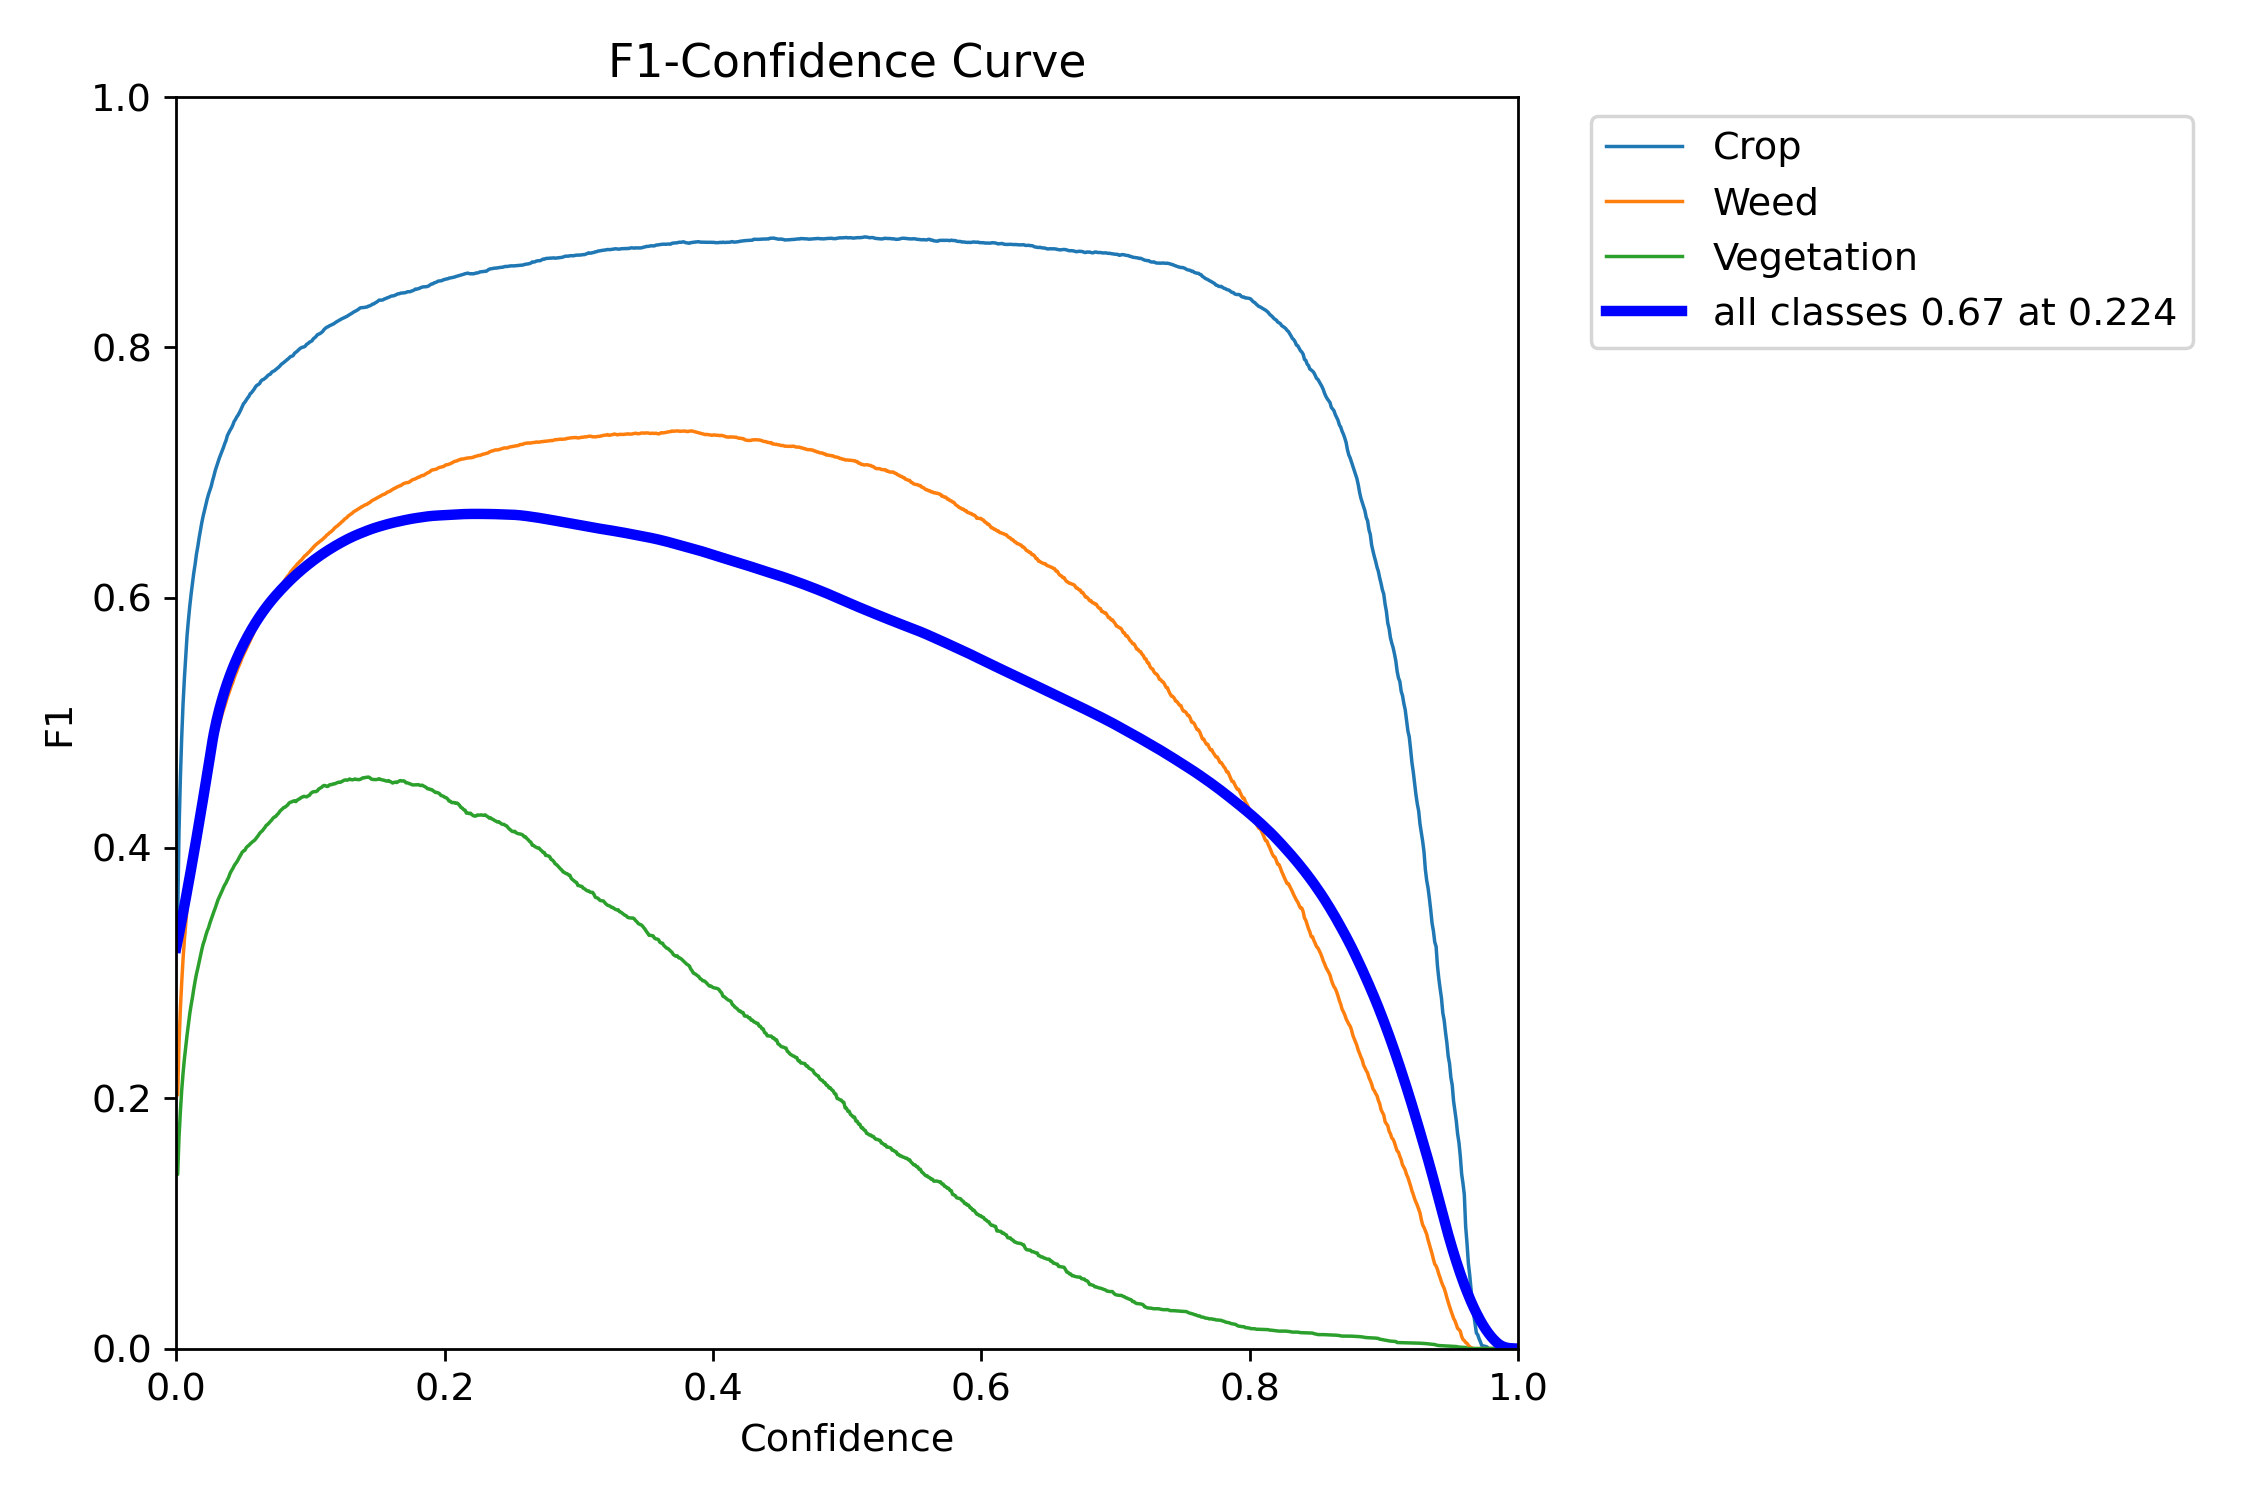 F1-Confidence Curve
1.0
0.8
0.6
0.4
0.2
0.0
F1
0.0 0.2 0.4 0.6 0.8 1.0
Confidence
Crop
Weed
Vegetation
all classes 0.67 at 0.224